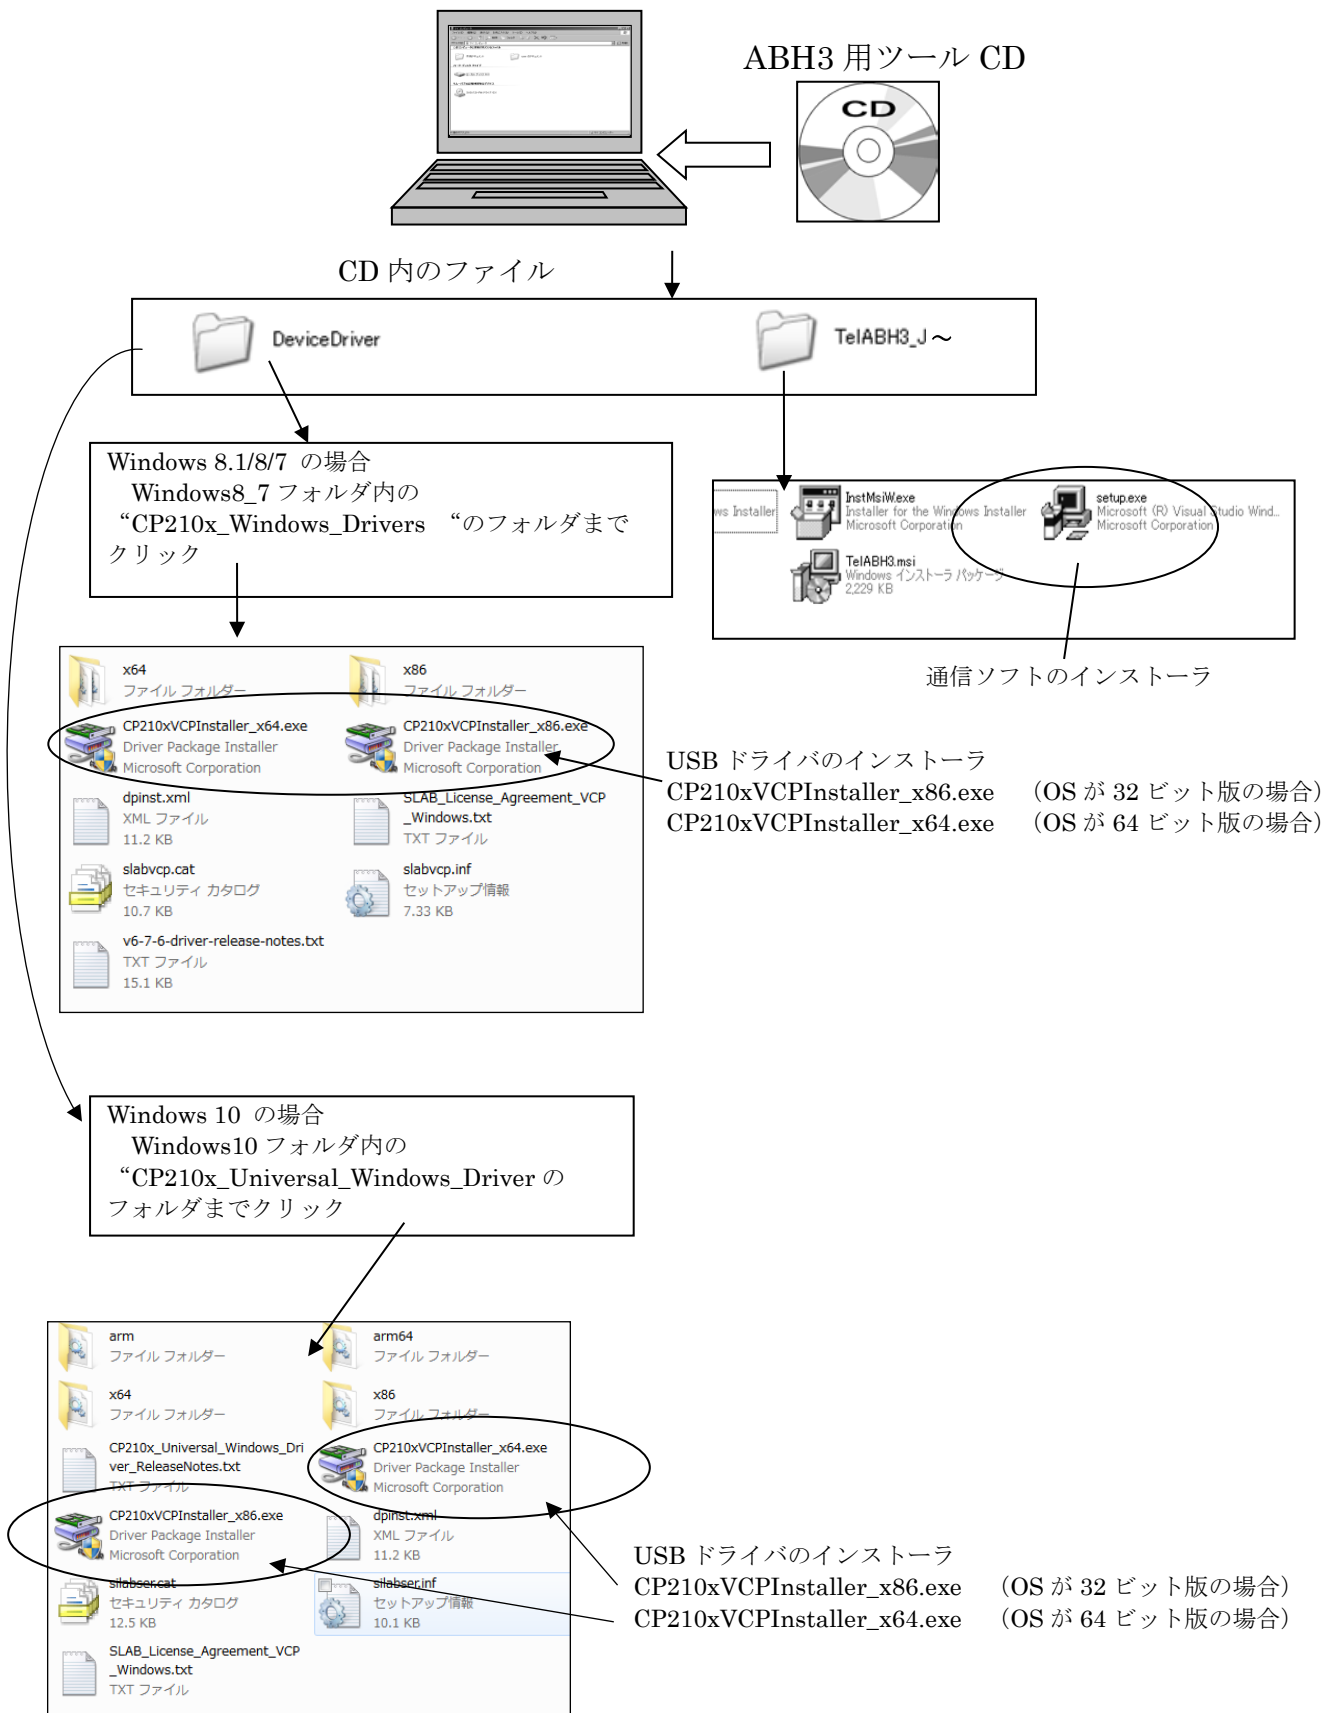 ABH3 用ツール CD
CD
CD 内のファイル
DeviceDriver
TelABH3_J～
Windows 8.1/8/7 の場合
Windows8_7 フォルダ内の
“CP210x_Windows_Drivers “のフォルダまで
クリック
ws Installer
InstMsiW.exe
Installer for the Windows Installer
Microsoft Corporation
setup.exe
Microsoft (R) Visual Studio Wind...
Microsoft Corporation
TelABH3.msi
Windows インストーラ パッケージ
2,229 KB
通信ソフトのインストーラ
x64
ファイル フォルダー
x86
ファイル フォルダー
CP210xVCPInstaller_x64.exe
Driver Package Installer
Microsoft Corporation
CP210xVCPInstaller_x86.exe
Driver Package Installer
Microsoft Corporation
dpinst.xml
XML ファイル
11.2 KB
SLAB_License_Agreement_VCP
_Windows.txt
TXT ファイル
slabvcp.cat
セキュリティ カタログ
10.7 KB
slabvcp.inf
セットアップ情報
7.33 KB
v6-7-6-driver-release-notes.txt
TXT ファイル
15.1 KB
USB ドライバのインストーラ
CP210xVCPInstaller_x86.exe （OS が 32 ビット版の場合）
CP210xVCPInstaller_x64.exe （OS が 64 ビット版の場合）
Windows 10 の場合
Windows10 フォルダ内の
“CP210x_Universal_Windows_Driver の
フォルダまでクリック
arm
ファイル フォルダー
arm64
ファイル フォルダー
x64
ファイル フォルダー
x86
ファイル フォルダー
CP210x_Universal_Windows_Dri
ver_ReleaseNotes.txt
TXT ファイル
CP210xVCPInstaller_x64.exe
Driver Package Installer
Microsoft Corporation
CP210xVCPInstaller_x86.exe
Driver Package Installer
Microsoft Corporation
dpinst.xml
XML ファイル
11.2 KB
silabser.cat
セキュリティ カタログ
12.5 KB
silabser.inf
セットアップ情報
10.1 KB
SLAB_License_Agreement_VCP
_Windows.txt
TXT ファイル
USB ドライバのインストーラ
CP210xVCPInstaller_x86.exe （OS が 32 ビット版の場合）
CP210xVCPInstaller_x64.exe （OS が 64 ビット版の場合）